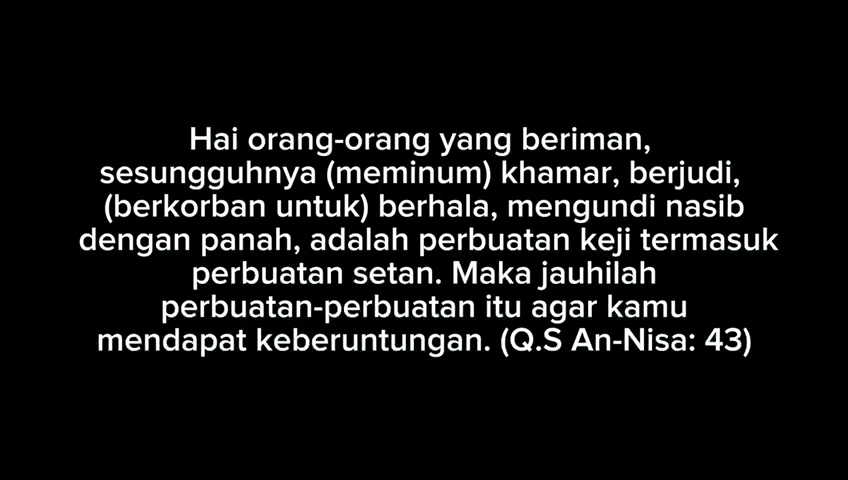 Hai orang-orang yang beriman,
sesungguhnya (meminum) khamar, berjudi,
(berkorban untuk) berhala, mengundi nasib
dengan panah, adalah perbuatan keji termasuk
perbuatan setan. Maka jauhilah
perbuatan-perbuatan itu agar kamu
mendapat keberuntungan. (Q.S An-Nisa: 43)